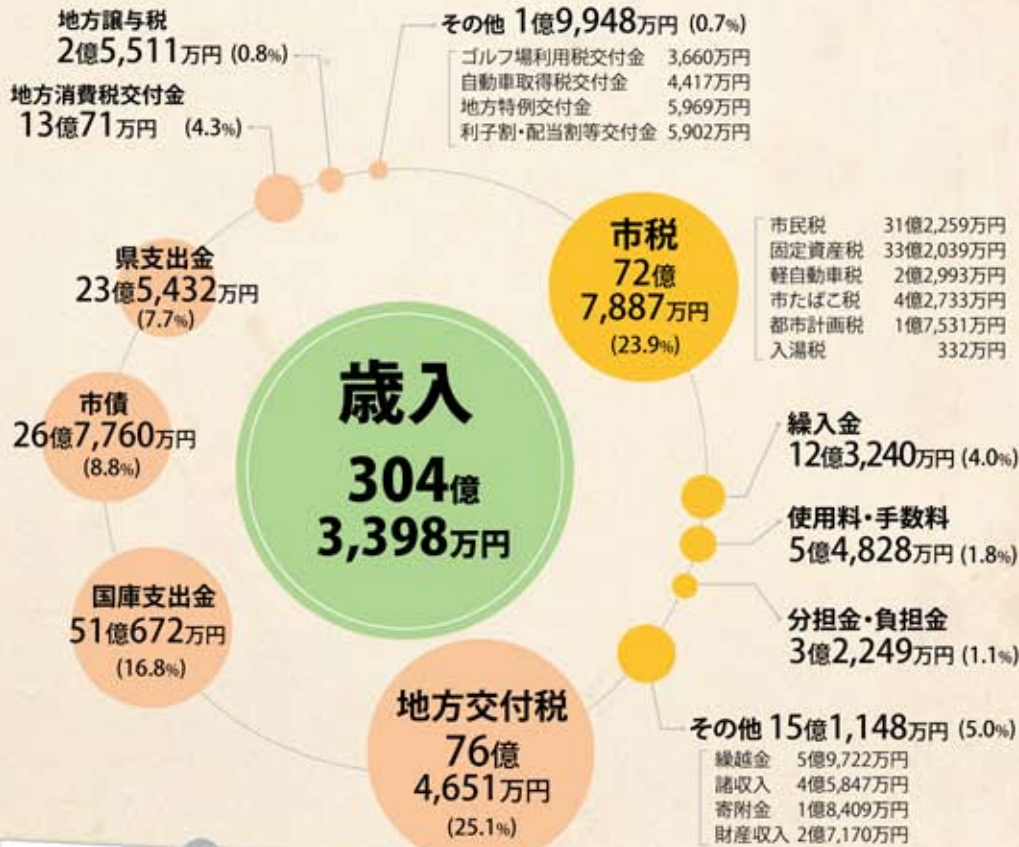 地方譲与税
2億5,511万円 (0.8%)
地方消費税交付金
13億71万円 (4.3%)
その他 1億9,948万円 (0.7%)
ゴルフ場利用税交付金 3,660万円
自動車取得税交付金 4,417万円
地方特例交付金 5,969万円
利子割・配当割等交付金 5,902万円
県支出金
23億5,432万円
(7.7%)
市債
26億7,760万円
(8.8%)
国庫支出金
51億672万円
(16.8%)
歳入
304億
3,398万円
市税
72億
7,887万円
(23.9%)
市民税 31億2,259万円
固定資産税 33億2,039万円
軽自動車税 2億2,993万円
市たばこ税 4億2,733万円
都市計画税 1億7,531万円
入湯税 332万円
繰入金
12億3,240万円 (4.0%)
使用料・手数料
5億4,828万円 (1.8%)
分担金・負担金
3億2,249万円 (1.1%)
その他 15億1,148万円 (5.0%)
繰越金 5億9,722万円
諸収入 4億5,847万円
寄附金 1億8,409万円
財産収入 2億7,170万円
地方交付税
76億
4,651万円
(25.1%)